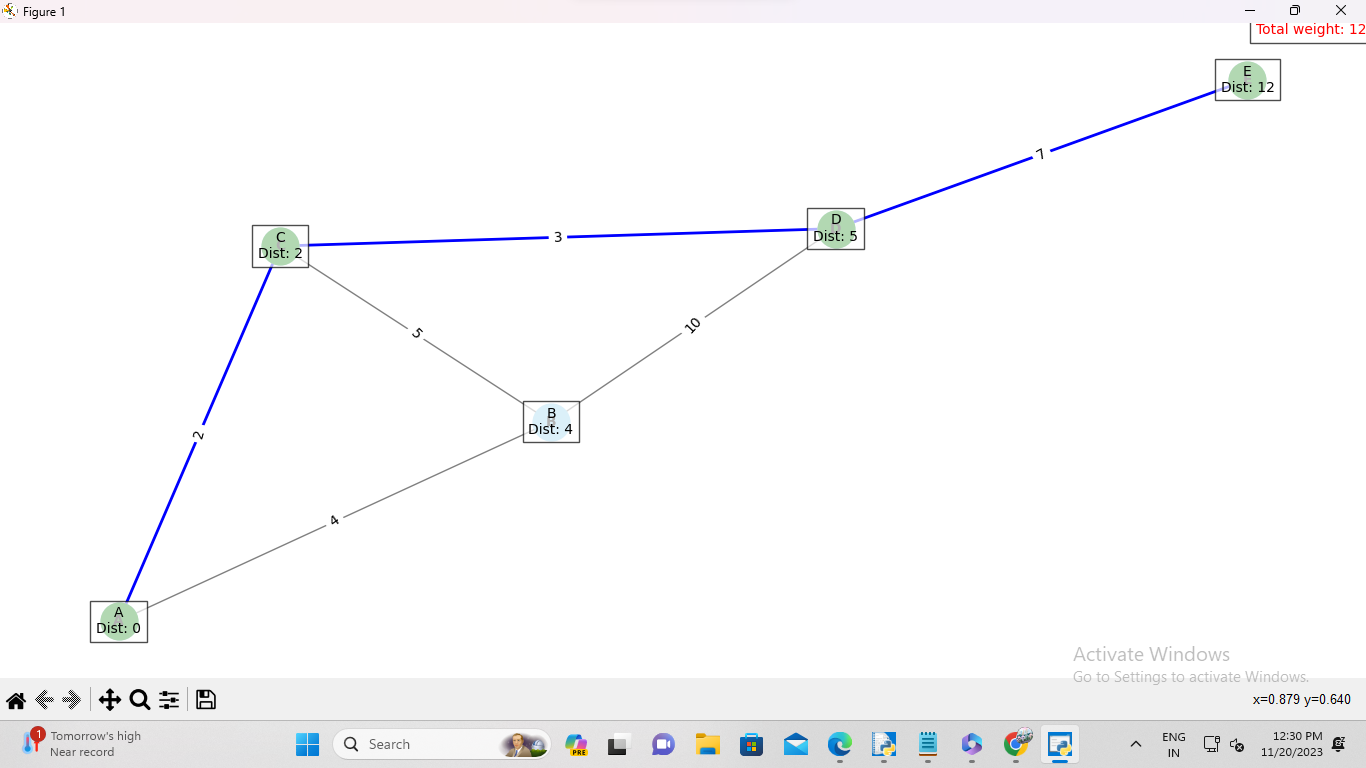 Figure 1
Total weight: 12
E
Dist: 12
7
D
Dist: 5
C
Dist: 2
3
5
10
B
Dist: 4
2
4
A
Dist: 0
Activate Windows
Go to Settings to activate Windows.
x=0.879 y=0.640
1
Tomorrow's high
Near record
Search
PRE
ENG
IN
12:30 PM
11/20/2023